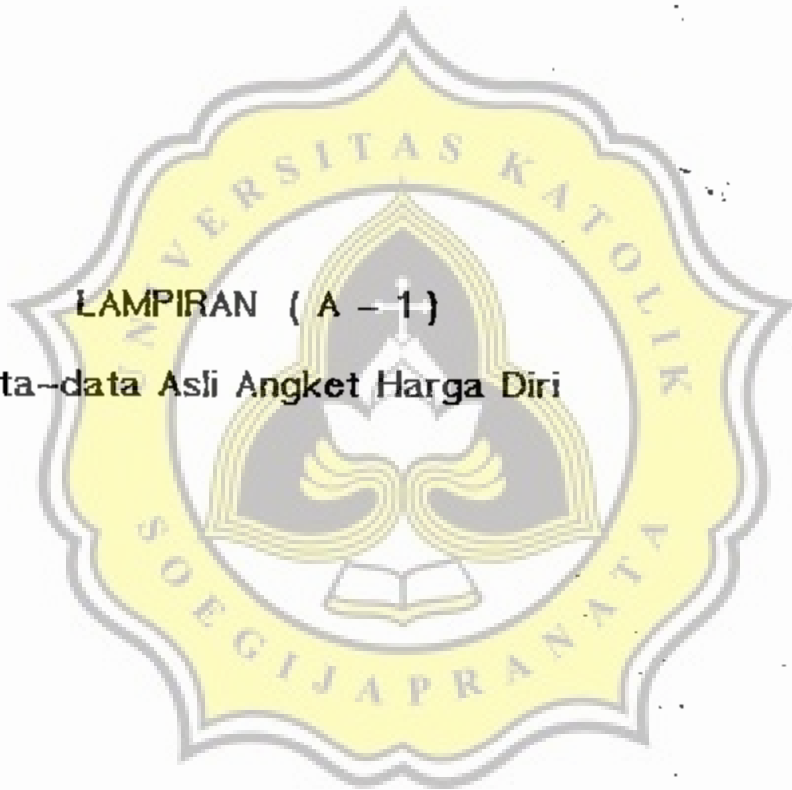 UNIVERSITAS KATOLIK
LAMPIRAN ( A - 1 )
ta-data Asli Angket Harga Diri
SOEGIJAPRANATA